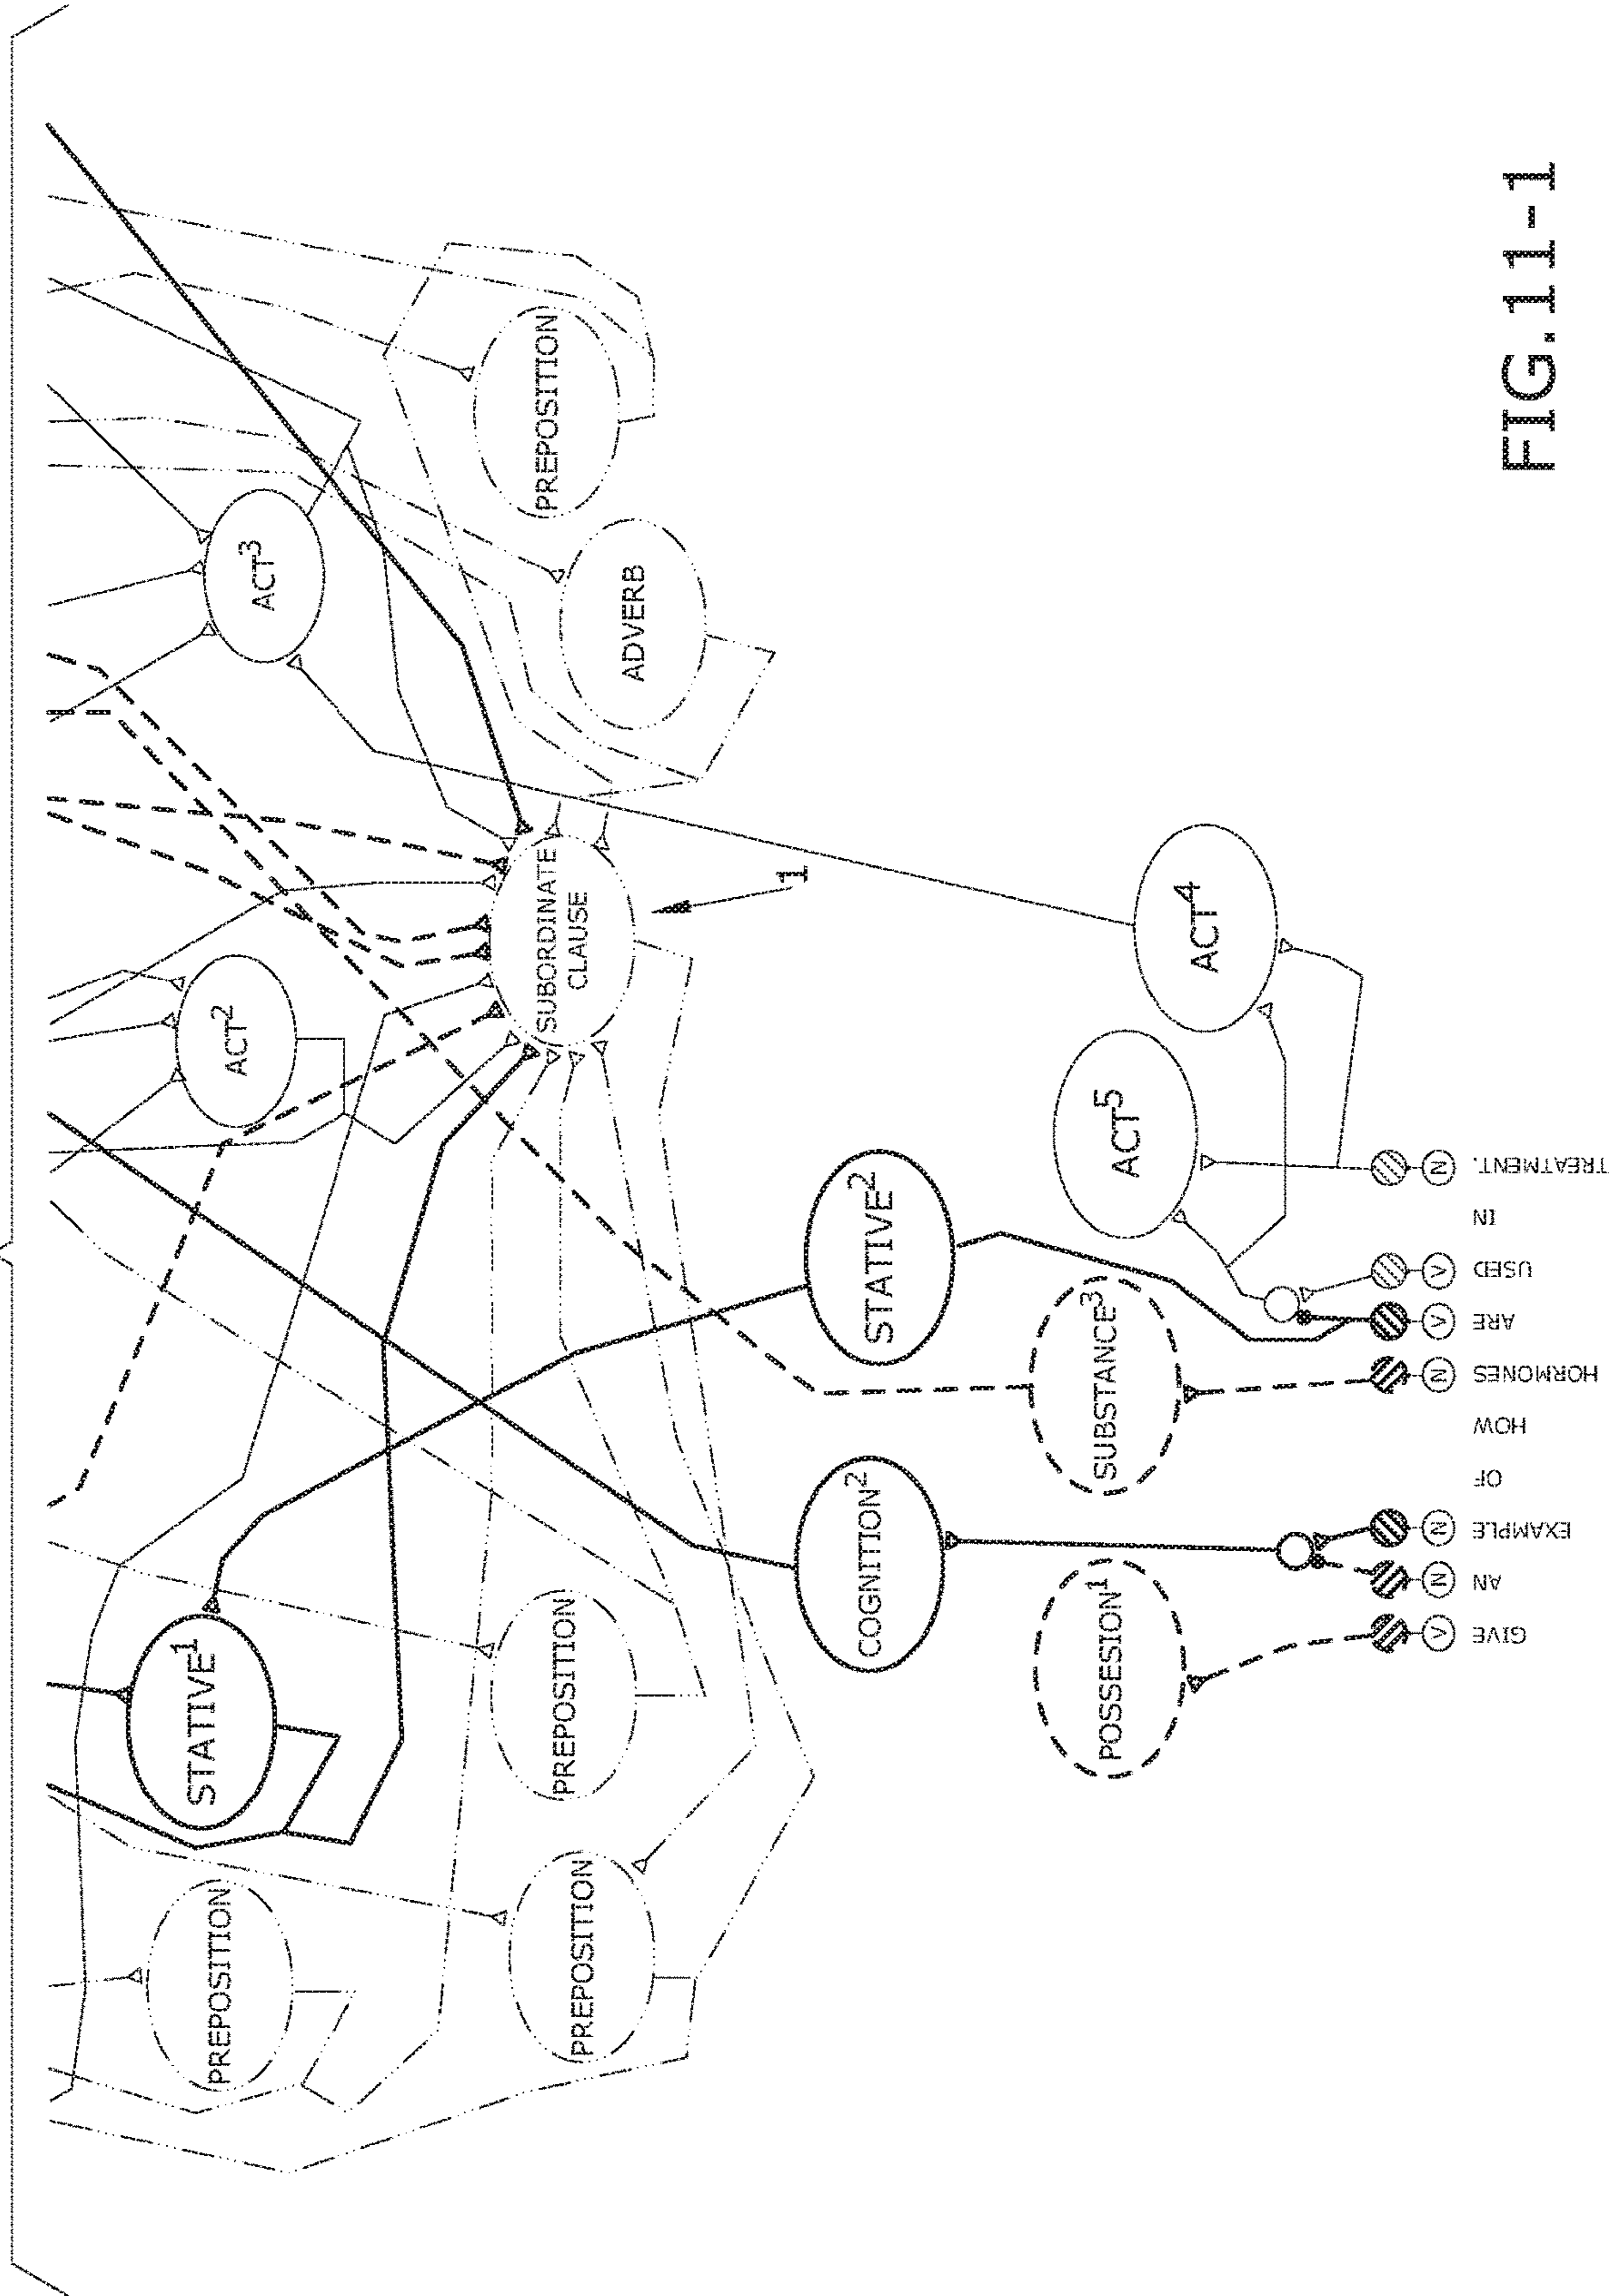 PREPOSITION
STATIVE¹
ACT²
ACT³
PREPOSITION
PREPOSITION
SUBORDINATE
CLAUSE
ADVERB
PREPOSITION
1
COGNITION²
STATIVE²
POSSESION¹
SUBSTANCE³
ACT⁵
ACT⁴
V
N
N
N
V
V
N
GIVE
AN
EXAMPLE
OF
HOW
HORMONES
ARE
USED
IN
TREATMENT.
FIG.11-1